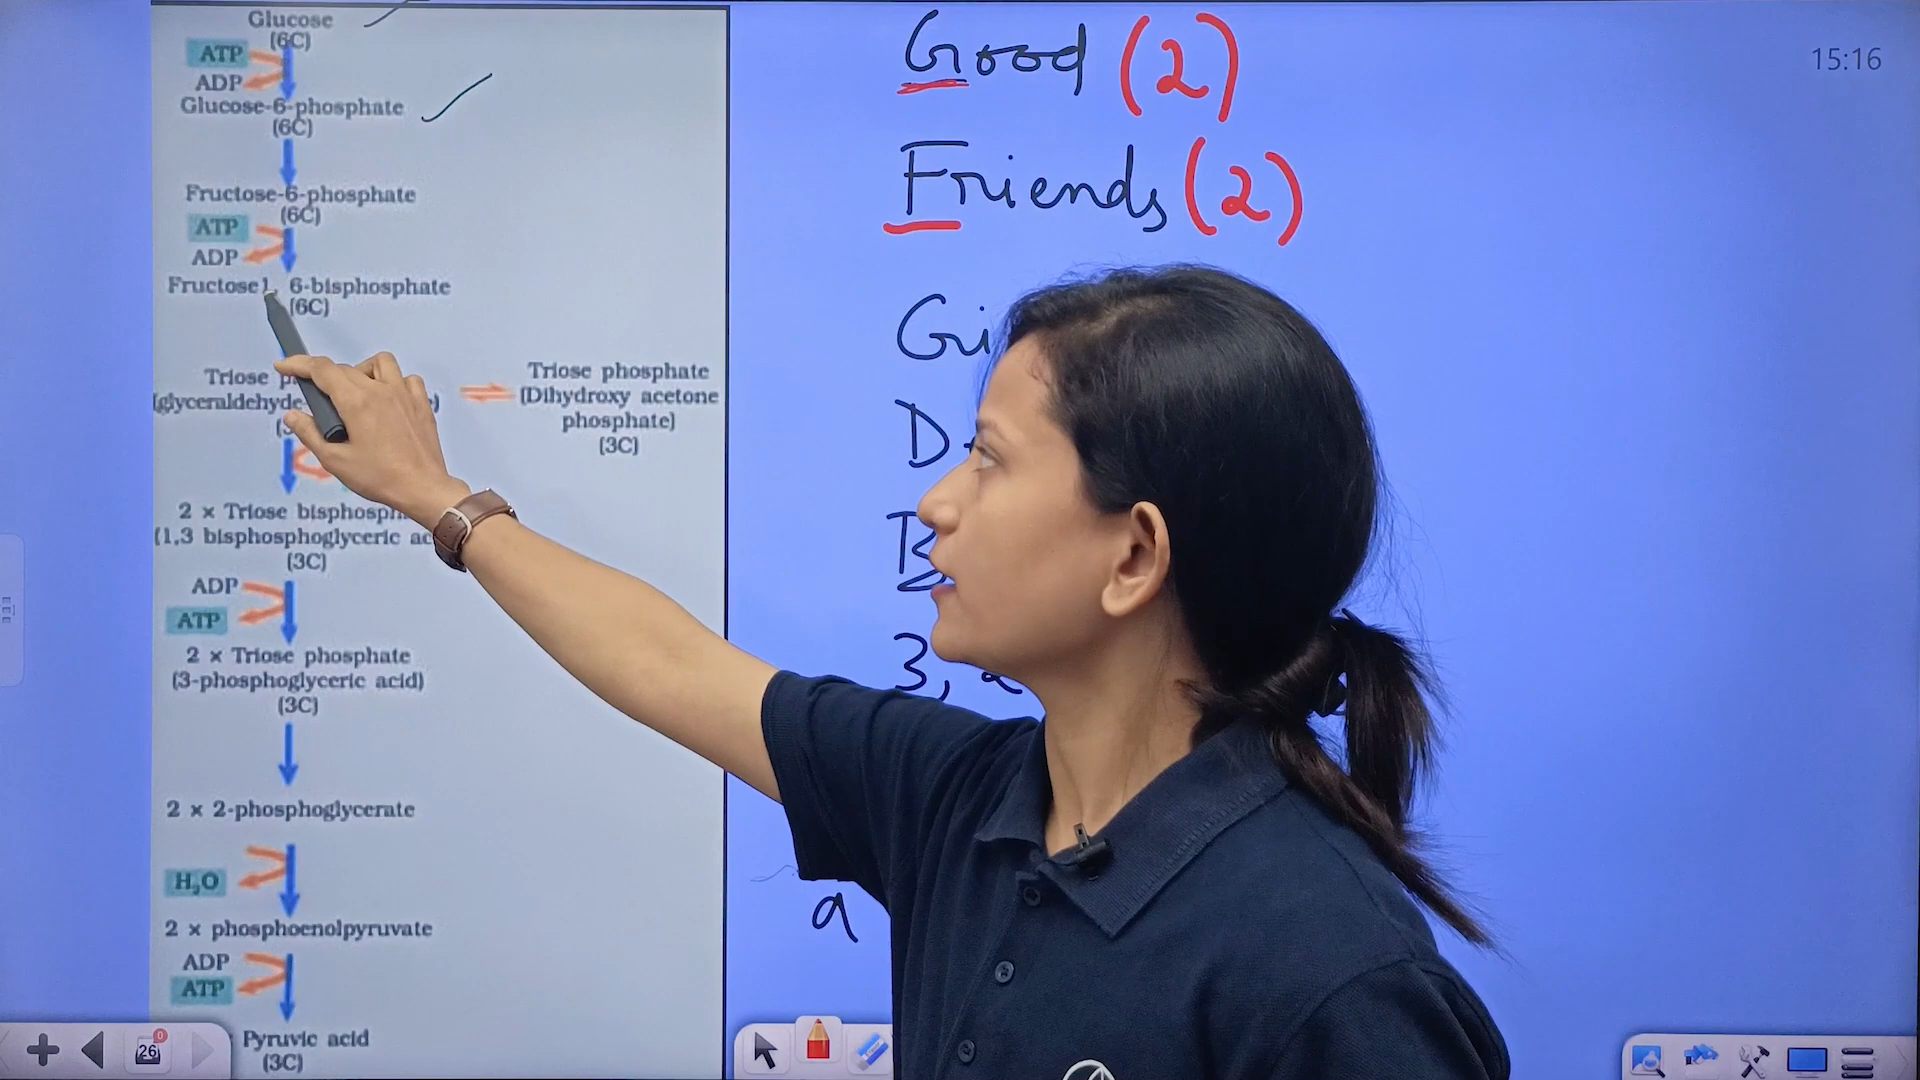 Glucose
(6C)
ATP
ADP
Glucose-6-phosphate
(6C)
Fructose-6-phosphate
(6C)
ATP
ADP
Fructose1, 6-bisphosphate
(6C)
Triose
(glyceraldehyde-
Triose phosphate
(Dihydroxy acetone
phosphate)
(3C)
2 × Triose bisphosph
(1,3 bisphosphoglyceric ac
(3C)
ADP
ATP
2 × Triose phosphate
(3-phosphoglyceric acid)
(3C)
2 × 2-phosphoglycerate
H₂O
2 × phosphoenolpyruvate
ADP
ATP
Pyruvic acid
(3C)
Good (2)
Friends (2)
Gi
D
B
3,
a
15:16
26
0